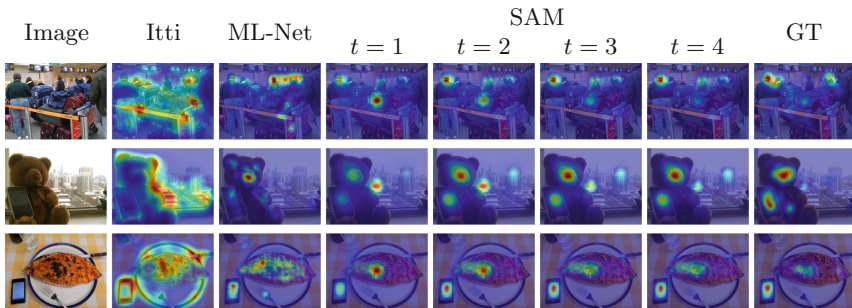 Image Itti ML-Net SAM GT
t = 1 t = 2 t = 3 t = 4